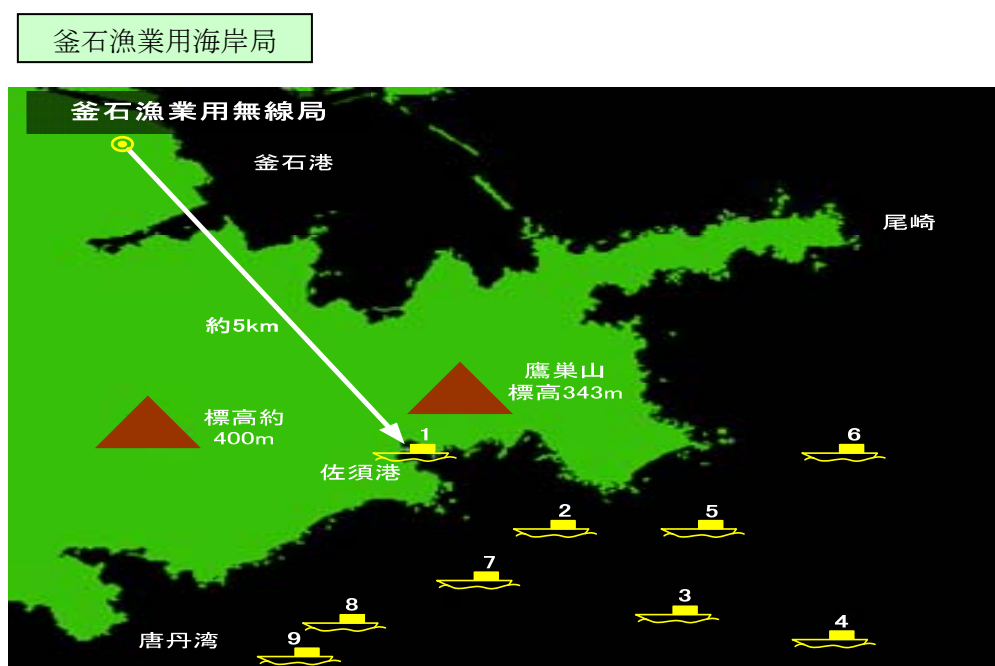 釜石漁業用海岸局
釜石漁業用無線局
釜石港
尾崎
約5km
鷹巣山
標高343m
標高約
400m
1
6
佐須港
2
5
7
8
3
4
唐丹湾
9